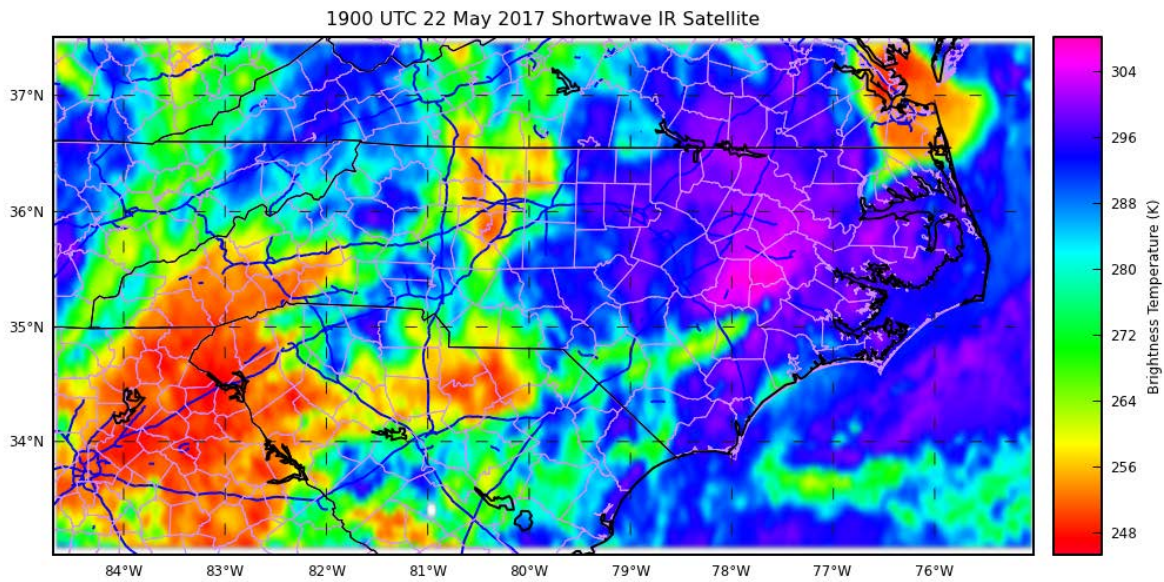 1900 UTC 22 May 2017 Shortwave IR Satellite
37°N
36°N
35°N
34°N
84°W
83°W
82°W
81°W
80°W
79°W
78°W
77°W
76°W
304
296
288
280
272
264
256
248
Brightness Temperature (K)